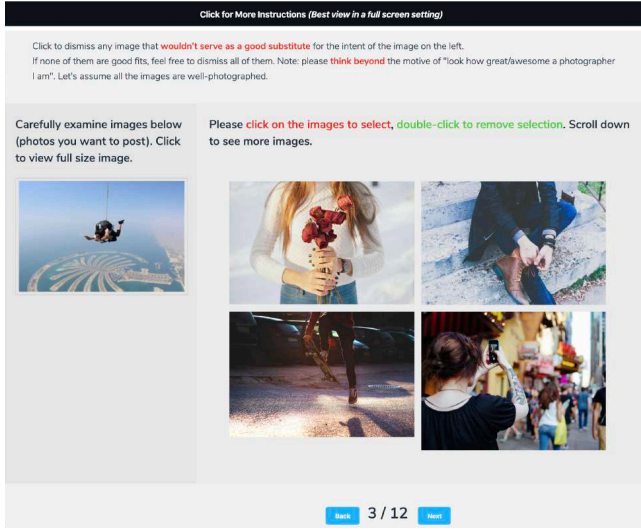 Click for More Instructions (Best view in a full screen setting)
Click to dismiss any image that wouldn't serve as a good substitute for the intent of the image on the left.
If none of them are good fits, feel free to dismiss all of them. Note: please think beyond the motive of "look how great/awesome a photographer
I am". Let's assume all the images are well-photographed.
Carefully examine images below
(photos you want to post). Click
to view full size image.
Please click on the images to select, double-click to remove selection. Scroll down
to see more images.
Back 3 / 12 Next